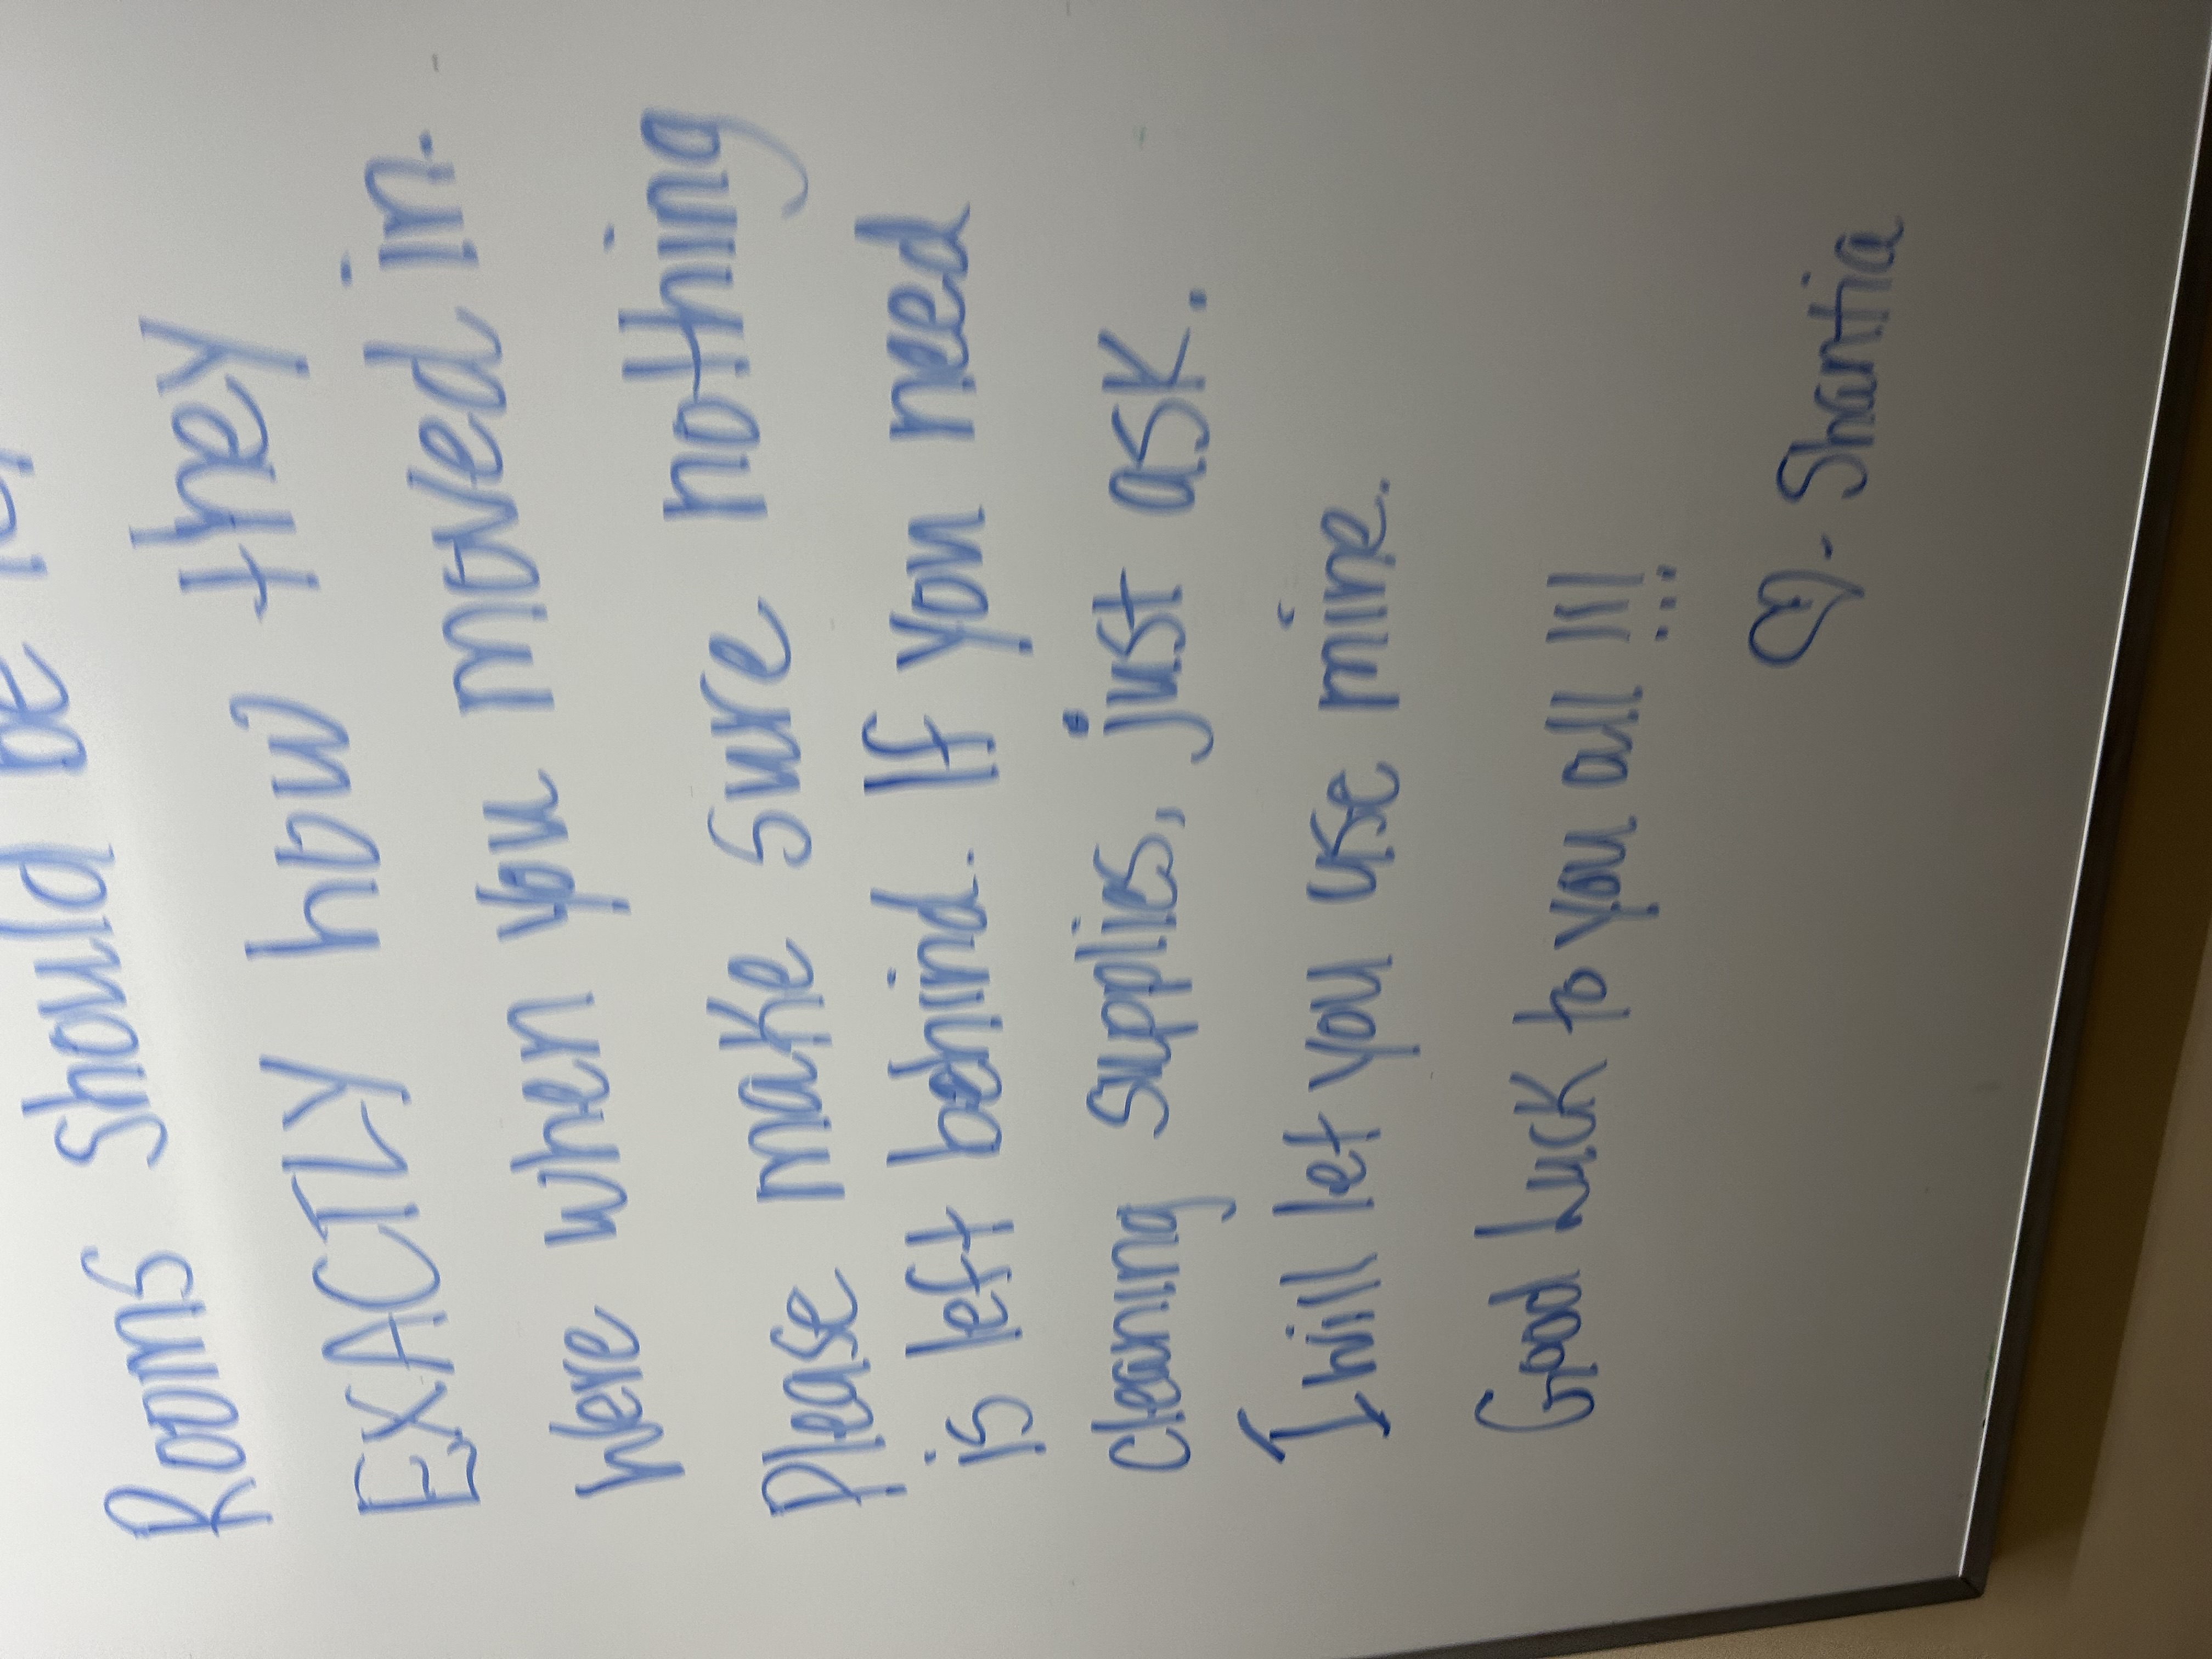 Rooms should be
EXACTLY how they
were when you moved in.
Please make sure nothing
is left behind. If you need
cleaning supplies, just ask.
I will let you use mine.
Good Luck to you all !!!
♡- Shantia